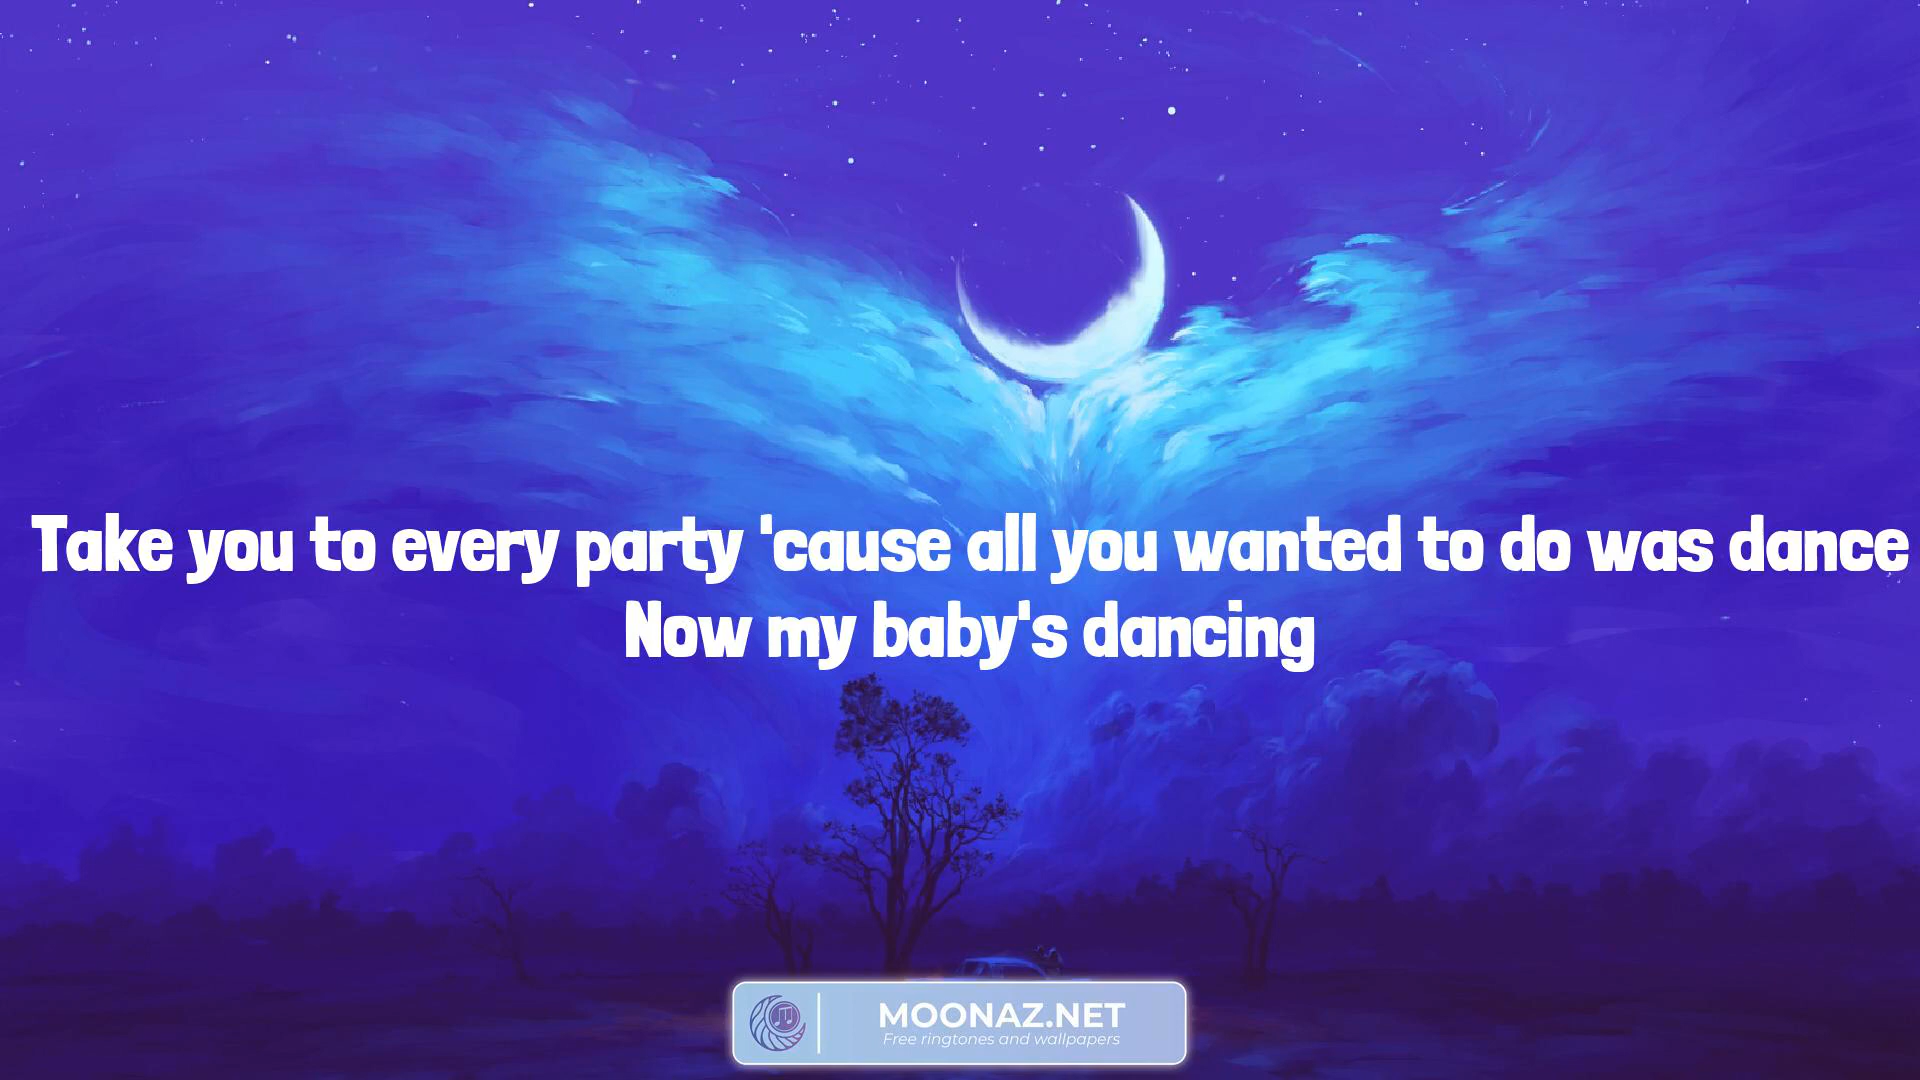 Take you to every party 'cause all you wanted to do was dance
Now my baby's dancing
MOONAZ.NET
Free ringtones and wallpapers